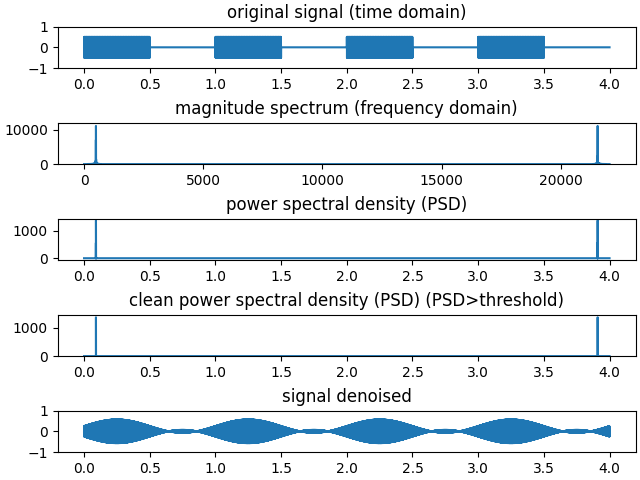 original signal (time domain)
1
0
−1
0.0 0.5 1.0 1.5 2.0 2.5 3.0 3.5 4.0
magnitude spectrum (frequency domain)
10000
0
0 5000 10000 15000 20000
power spectral density (PSD)
1000
0
0.0 0.5 1.0 1.5 2.0 2.5 3.0 3.5 4.0
clean power spectral density (PSD) (PSD>threshold)
1000
0
0.0 0.5 1.0 1.5 2.0 2.5 3.0 3.5 4.0
signal denoised
1
0
−1
0.0 0.5 1.0 1.5 2.0 2.5 3.0 3.5 4.0